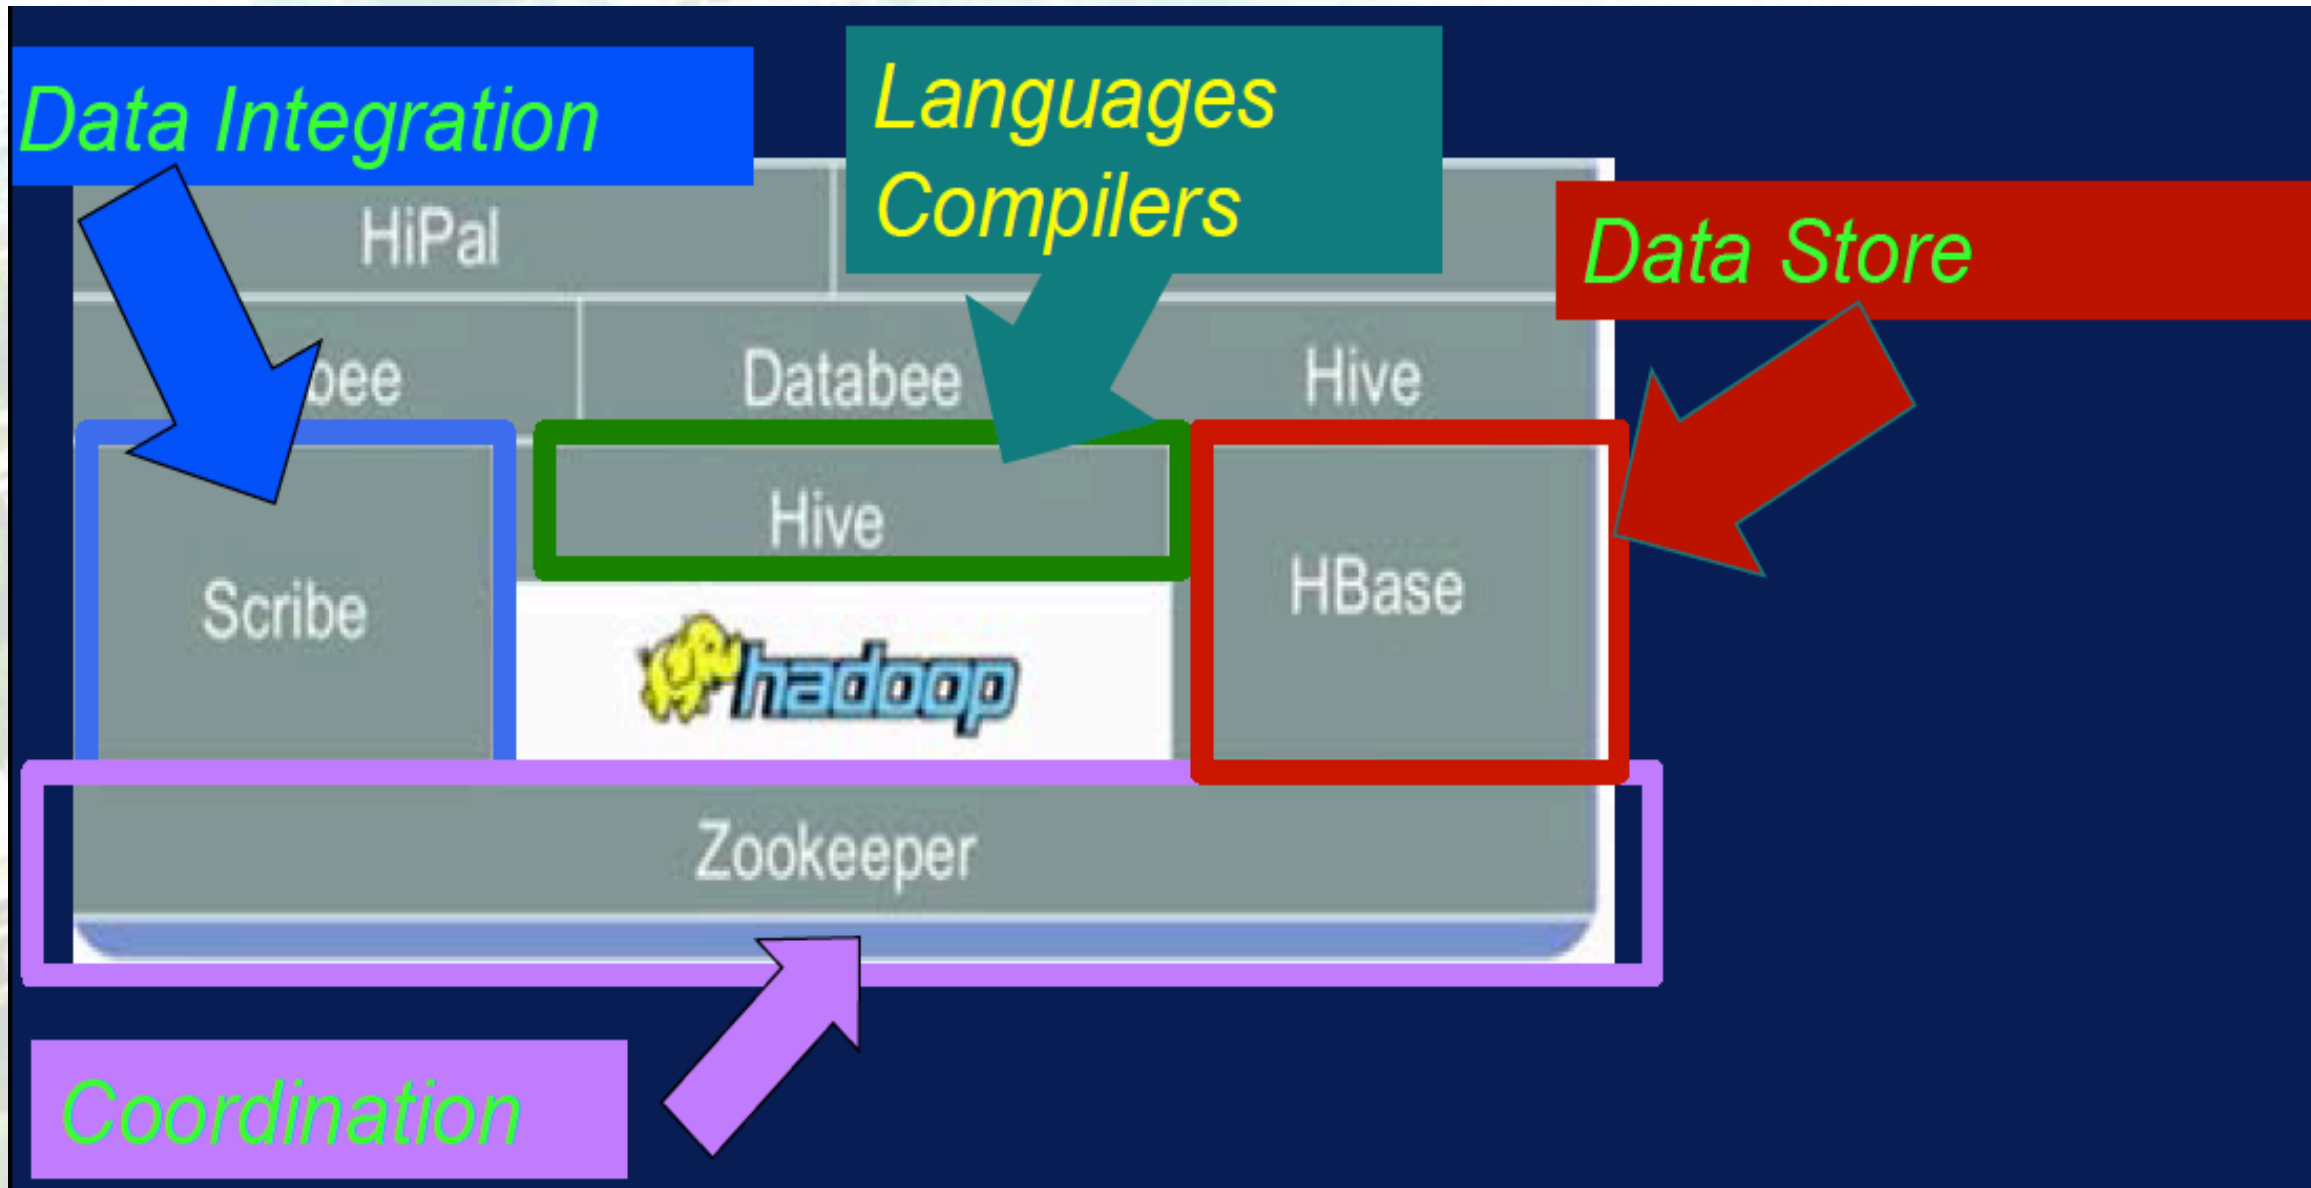 Data Integration
Languages
Compilers
Data Store
HiPal
bee
Databee
Hive
Hive
Scribe
HBase
hadoop
Zookeeper
Coordination